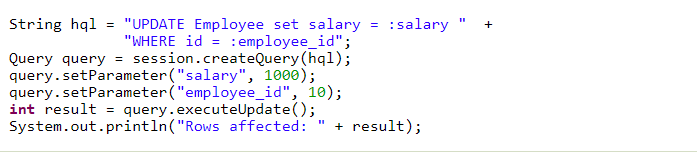 String hql = "UPDATE Employee set salary = :salary "  +
             "WHERE id = :employee_id";
Query query = session.createQuery(hql);
query.setParameter("salary", 1000);
query.setParameter("employee_id", 10);
int result = query.executeUpdate();
System.out.println("Rows affected: " + result);